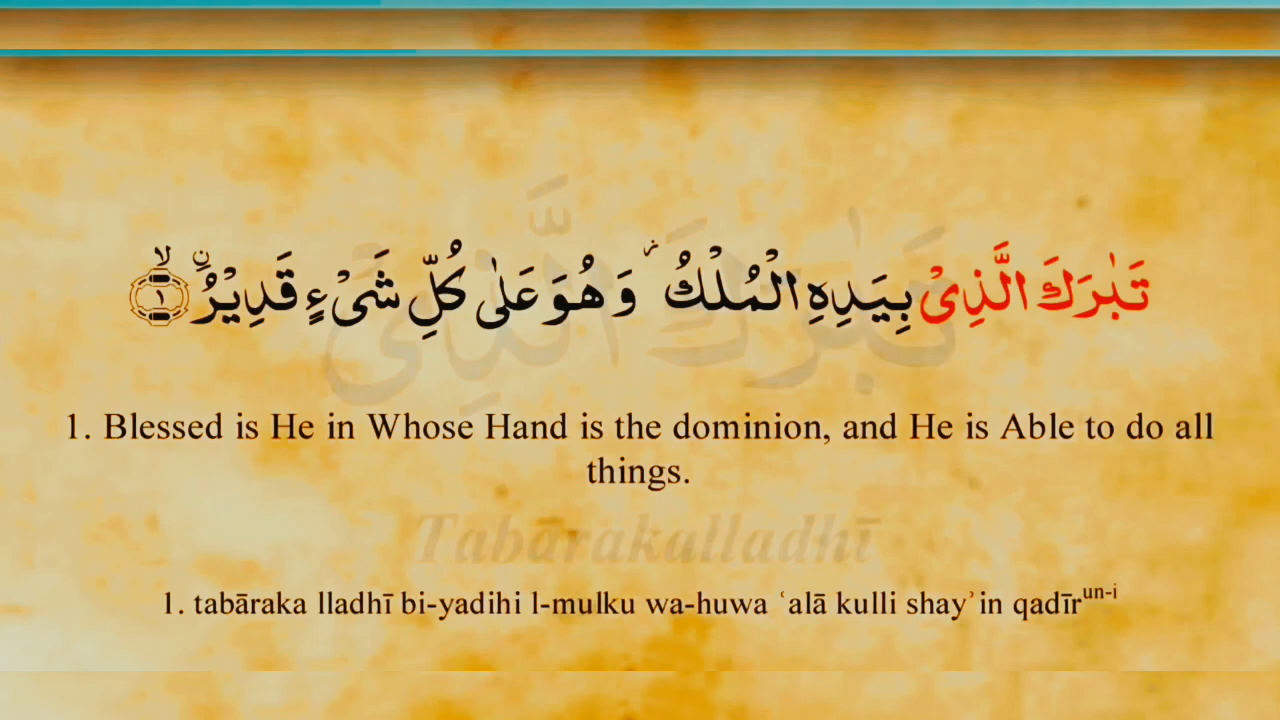 تَبٰرَكَ الَّذِىْ بِيَدِهِ الْمُلْكُ ز وَهُوَ عَلٰى كُلِّ شَىْءٍ قَدِيْرُ ۨ ۙ ١
تَبٰرَكَ الَّذِىْ
1. Blessed is He in Whose Hand is the dominion, and He is Able to do all
things.
Tabārakalladhī
1. tabāraka lladhī bi-yadihi l-mulku wa-huwa ʿalā kulli shayʾin qadīrun-i